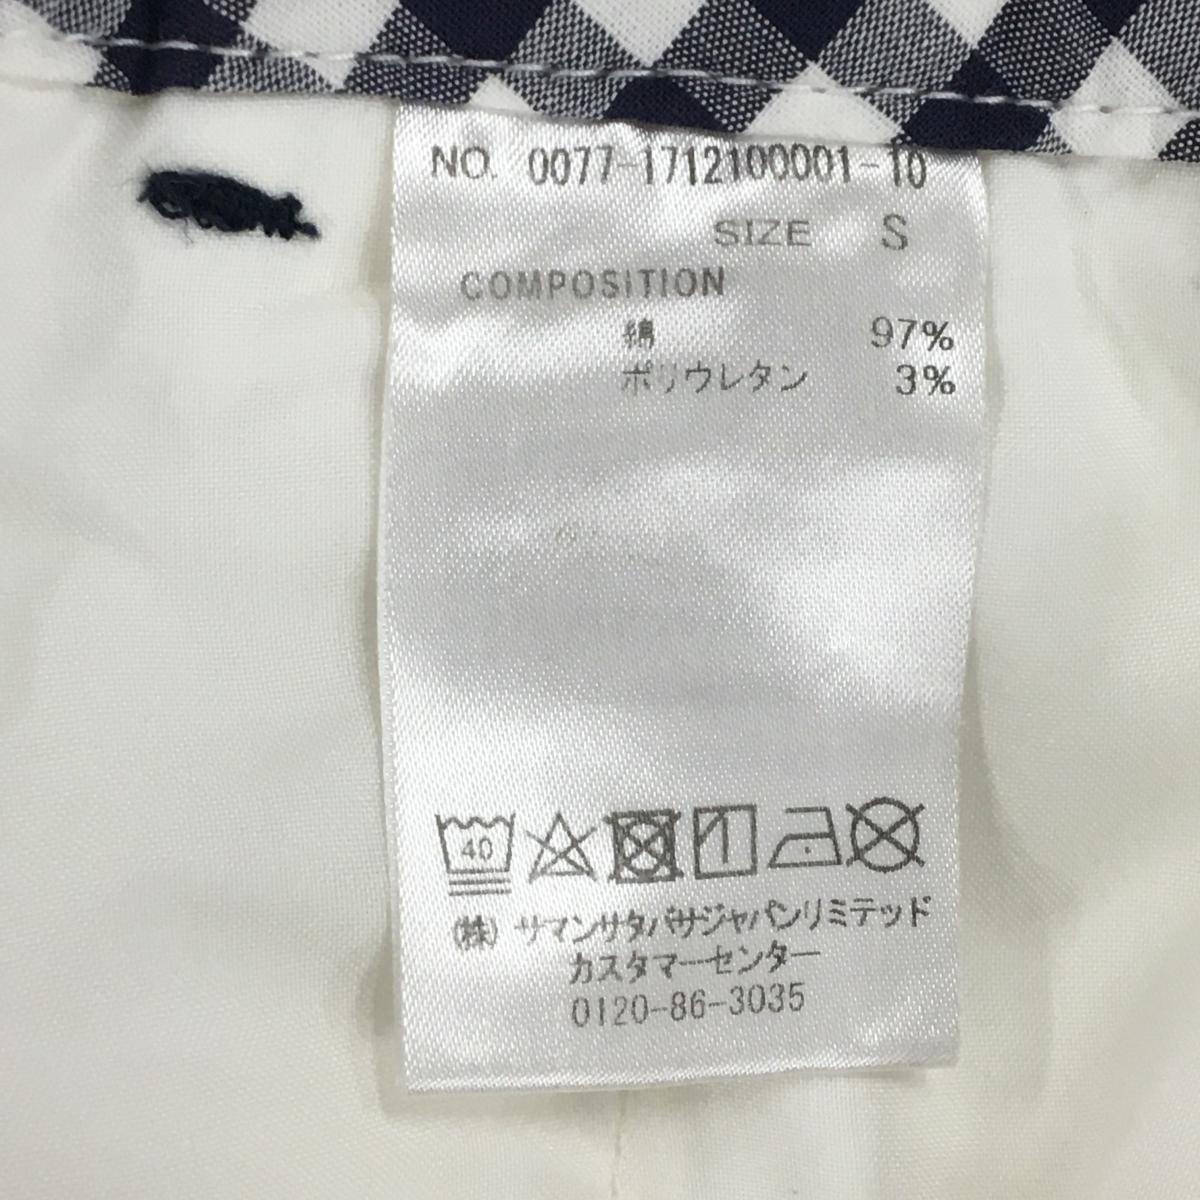 NO. 0077-1712100001-10
SIZE S
COMPOSITION
綿 97%
ポリウレタン 3%
40
(株) サマンサタバサジャパンリミテッド
カスタマーセンター
0120-86-3035